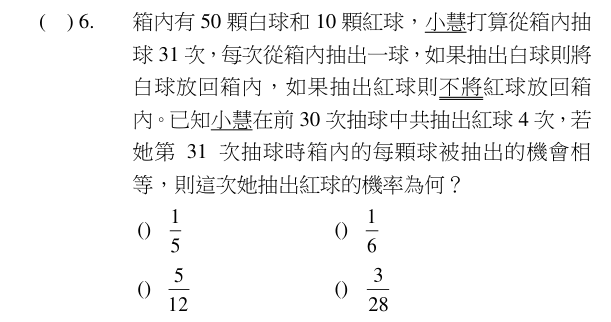 (　) 6. 箱內有 50 顆白球和 10 顆紅球，小慧打算從箱內抽
球 31 次，每次從箱內抽出一球，如果抽出白球則將
白球放回箱內，如果抽出紅球則不將紅球放回箱
內。已知小慧在前 30 次抽球中共抽出紅球 4 次，若
她第 31 次抽球時箱內的每顆球被抽出的機會相
等，則這次她抽出紅球的機率為何？
() 1/5　() 1/6
() 5/12　() 3/28